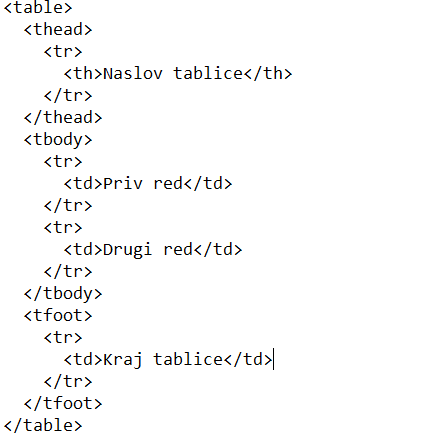 <table>
  <thead>
    <tr>
      <th>Naslov tablice</th>
    </tr>
  </thead>
  <tbody>
    <tr>
      <td>Priv red</td>
    </tr>
    <tr>
      <td>Drugi red</td>
    </tr>
  </tbody>
  <tfoot>
    <tr>
      <td>Kraj tablice</td>
    </tr>
  </tfoot>
</table>